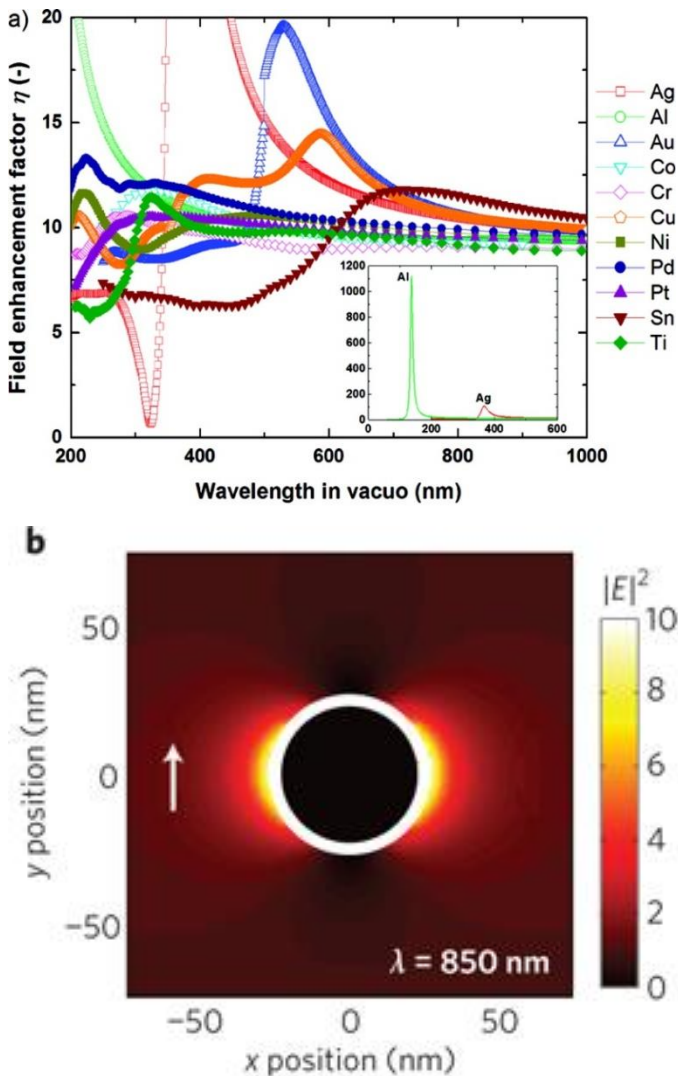 a)
20
15
10
5
0
200
400
600
800
1000
Field enhancement factor η (-)
Wavelength in vacuo (nm)
Ag
Al
Au
Co
Cr
Cu
Ni
Pd
Pt
Sn
Ti
1200
1000
800
600
400
200
0
0
200
400
600
Al
Ag
b
50
0
−50
y position (nm)
−50
0
50
x position (nm)
λ = 850 nm
|E|²
10
8
6
4
2
0